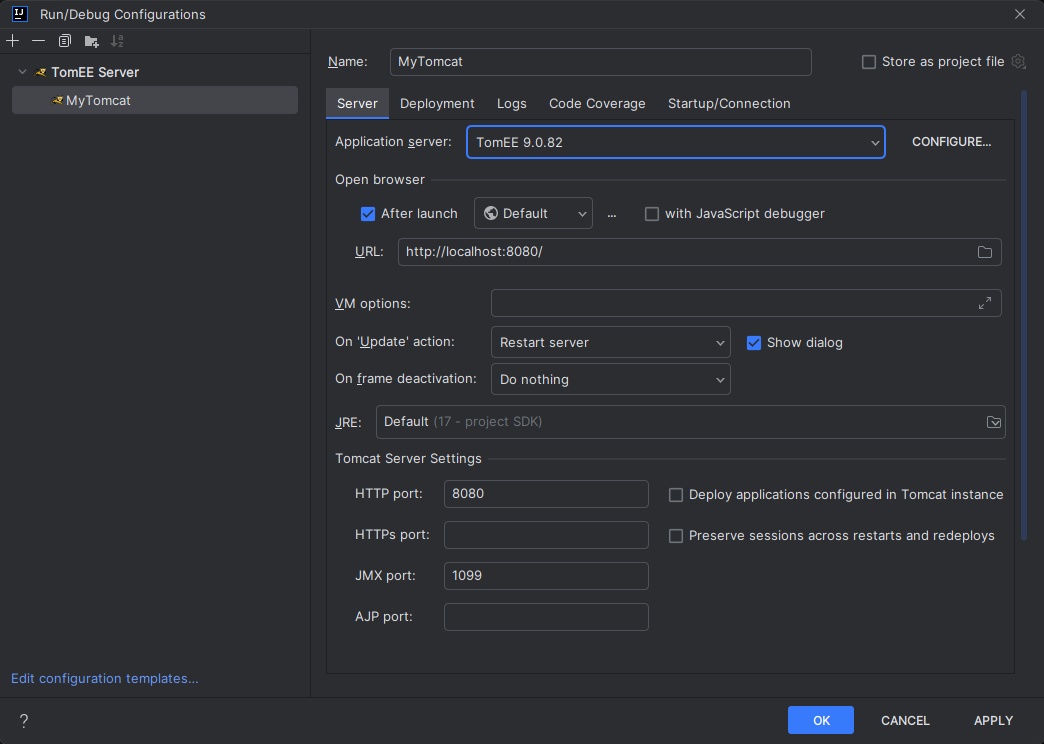 Run/Debug Configurations
TomEE Server
MyTomcat
Edit configuration templates...
Name: MyTomcat Store as project file
Server Deployment Logs Code Coverage Startup/Connection
Application server: TomEE 9.0.82 CONFIGURE...
Open browser
After launch Default ... with JavaScript debugger
URL: http://localhost:8080/
VM options:
On 'Update' action: Restart server Show dialog
On frame deactivation: Do nothing
JRE: Default (17 - project SDK)
Tomcat Server Settings
HTTP port: 8080 Deploy applications configured in Tomcat instance
HTTPs port: Preserve sessions across restarts and redeploys
JMX port: 1099
AJP port:
? OK CANCEL APPLY